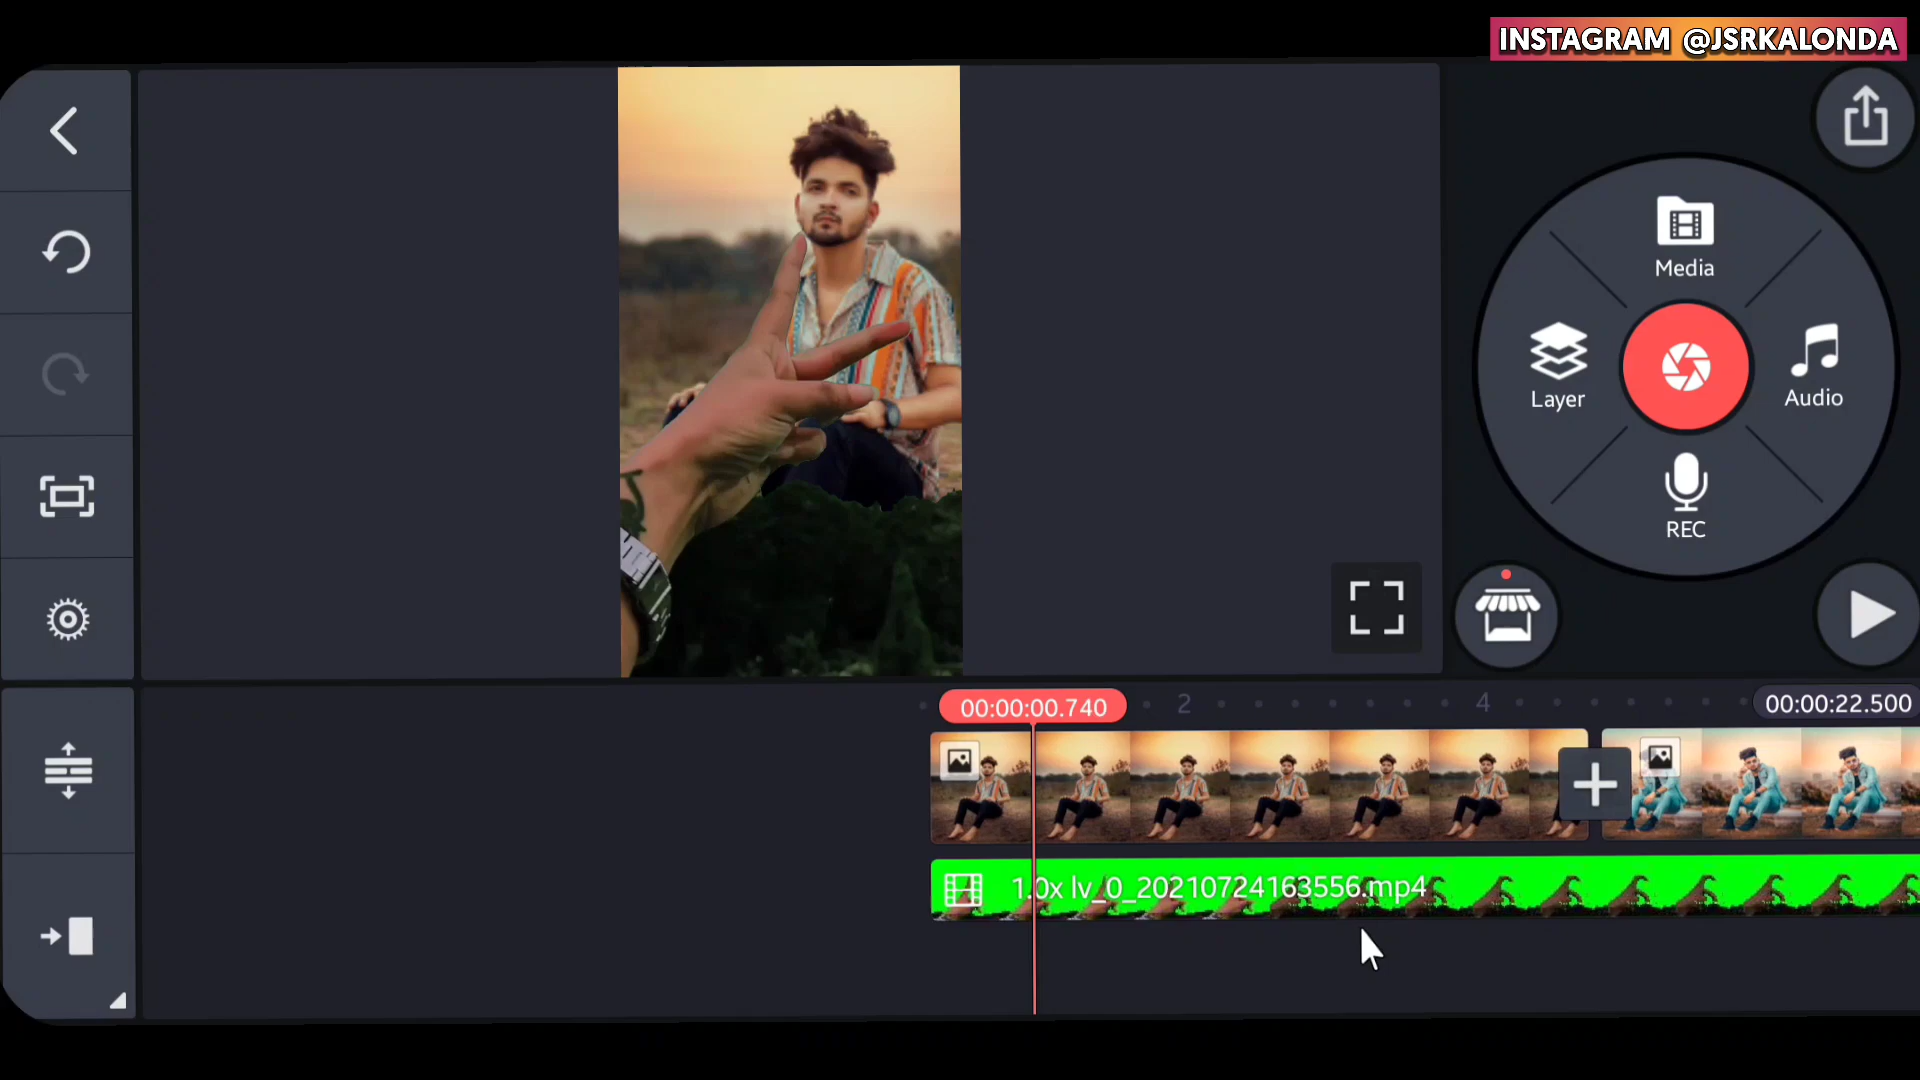 INSTAGRAM @JSRKALONDA
Media
Layer
Audio
REC
00:00:00.740
2
4
00:00:22.500
1.0x lv_0_20210724163556.mp4